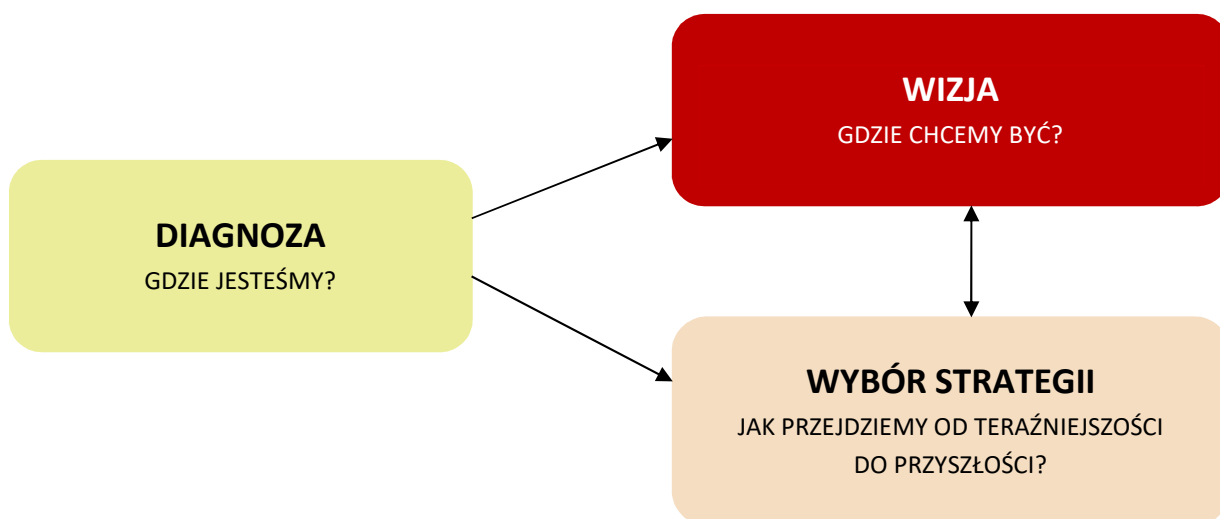 WIZJA
GDZIE CHCEMY BYĆ?
DIAGNOZA
GDZIE JESTEŚMY?
WYBÓR STRATEGII
JAK PRZEJDZIEMY OD TERAŹNIEJSZOŚCI
DO PRZYSZŁOŚCI?